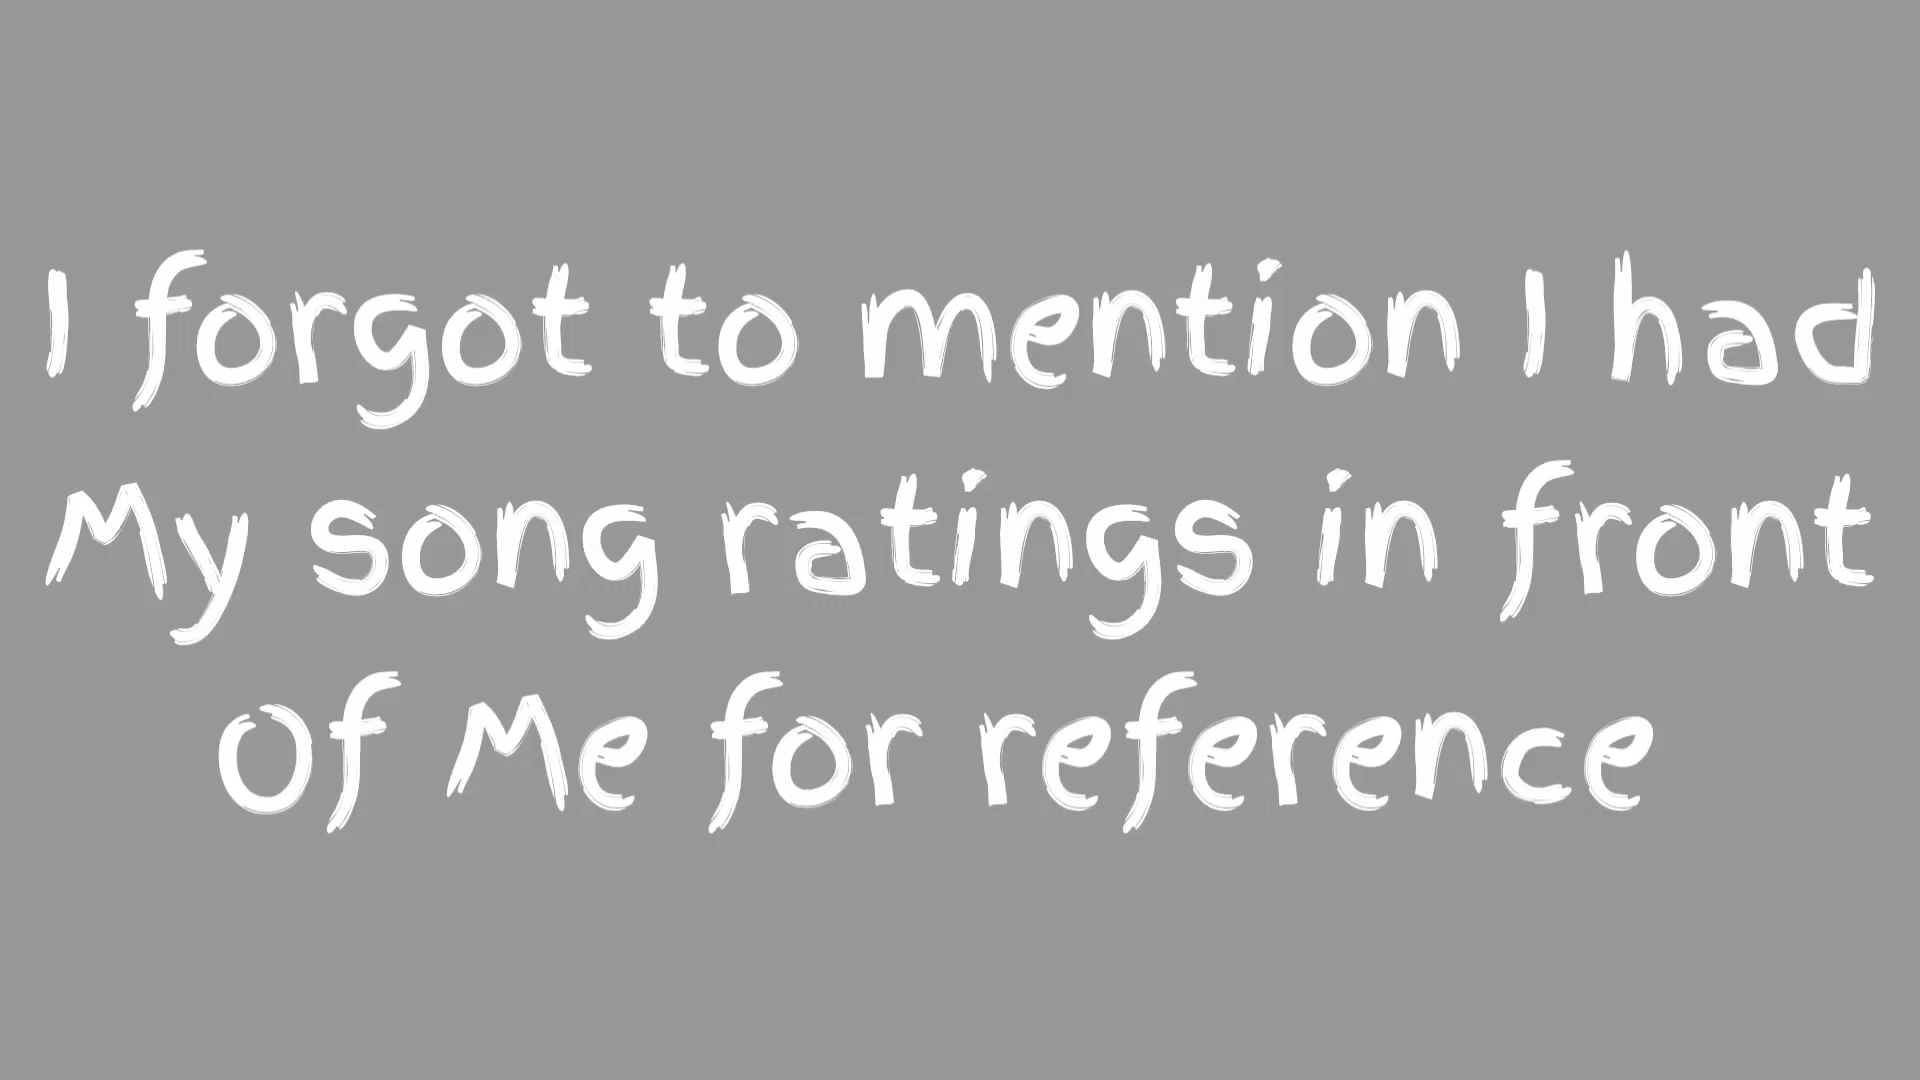 I forgot to mention I had
My song ratings in front
Of Me for reference